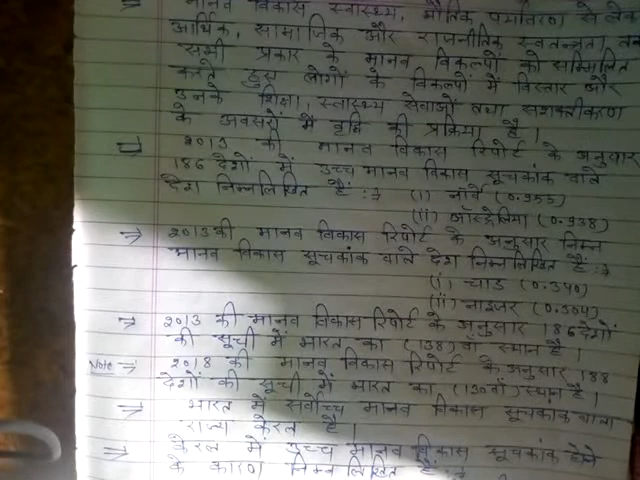 ⇒ मानव विकास स्वास्थ्य, भौतिक पर्यावरण से लेकर
आर्थिक, सामाजिक और राजनीतिक स्वतन्त्रता तक
सभी प्रकार के मानव विकल्पों को सम्मिलित
करते हुए लोगों के विकल्पों में विस्तार और
उनके शिक्षा, स्वास्थ्य सेवाओं तथा सशक्तीकरण
के अवसरों में वृद्धि की प्रक्रिया है।
⇒ 2013 की मानव विकास रिपोर्ट के अनुसार
186 देशों में उच्च मानव विकास सूचकांक वाले
देश निम्नलिखित हैं :→ (i) नॉर्वे (0.955)
(ii) ऑस्ट्रेलिया (0.938)
⇒ 2013 की मानव विकास रिपोर्ट के अनुसार निम्न
मानव विकास सूचकांक वाले देश निम्नलिखित हैं :→
(i) चाड (0.340)
(ii) नाइजर (0.304)
⇒ 2013 की मानव विकास रिपोर्ट के अनुसार 186 देशों
की सूची में भारत का (138) वां स्थान है।
Note ⇒ 2018 की मानव विकास रिपोर्ट के अनुसार 188
देशों की सूची में भारत का (130वां) स्थान है।
⇒ भारत में सर्वोच्च मानव विकास सूचकांक वाला
राज्य केरल है।
⇒ केरल में उच्च मानव विकास सूचकांक होने
के कारण निम्नलिखित हैं :→